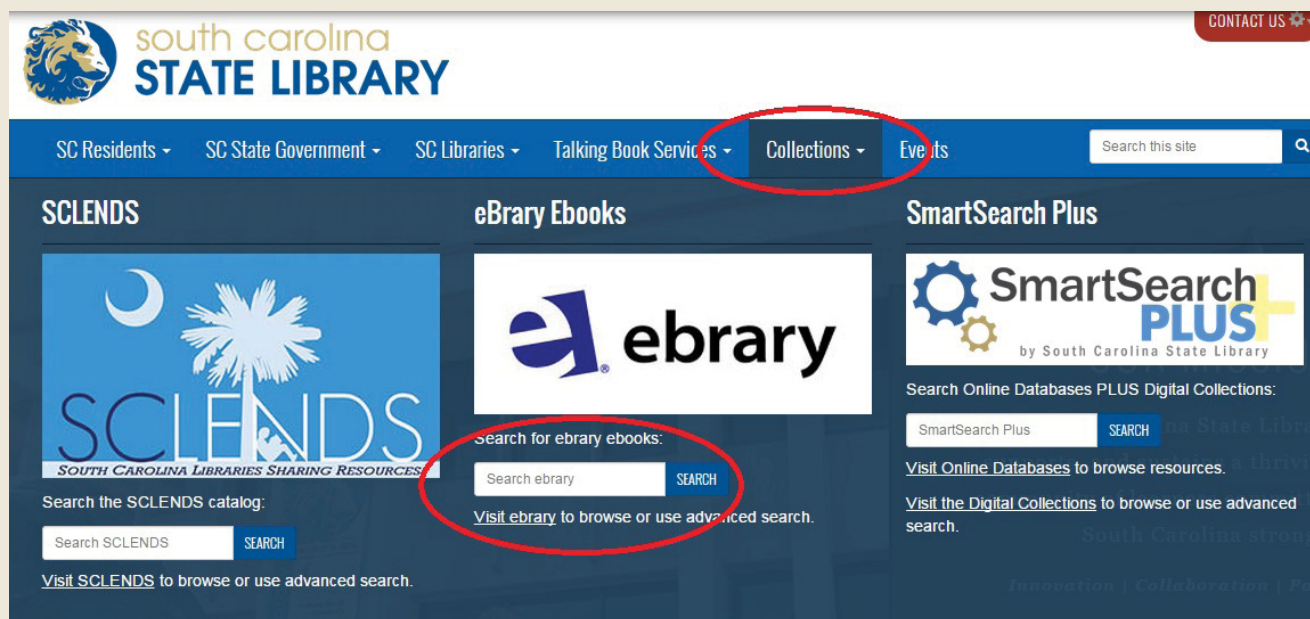 CONTACT US
south carolina
STATE LIBRARY
SC Residents
SC State Government
SC Libraries
Talking Book Services
Collections
Events
Search this site
SCLENDS
SCLENDS
SOUTH CAROLINA LIBRARIES SHARING RESOURCES
Search the SCLENDS catalog:
Search SCLENDS
SEARCH
Visit SCLENDS to browse or use advanced search.
eBrary Ebooks
e® ebrary
Search for ebrary ebooks:
Search ebrary
SEARCH
Visit ebrary to browse or use advanced search.
SmartSearch Plus
SmartSearch
PLUS+
by South Carolina State Library
Search Online Databases PLUS Digital Collections:
SmartSearch Plus
SEARCH
Visit Online Databases to browse resources.
Visit the Digital Collections to browse or use advanced
search.
South Carolina
Innovation | Collaboration |